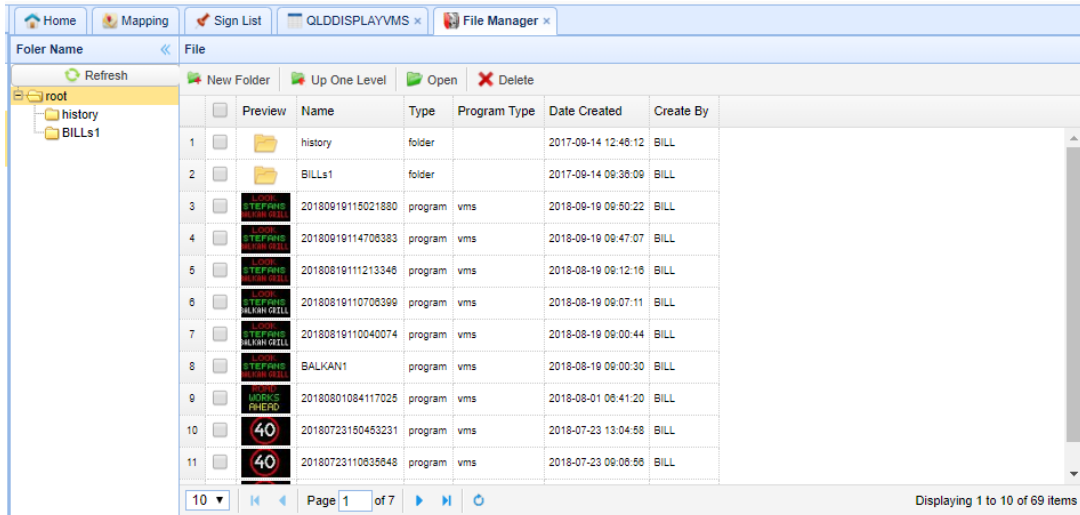 Home Mapping Sign List QLDDISPLAYVMS × File Manager ×
Foler Name « File
Refresh New Folder Up One Level Open Delete
root
history
BILLs1
Preview Name Type Program Type Date Created Create By
1 history folder 2017-09-14 12:46:12 BILL
2 BILLs1 folder 2017-09-14 09:36:09 BILL
3 LOOK STEFANS BALKAN GRILL 20180919115021880 program vms 2018-09-19 09:50:22 BILL
4 LOOK STEFANS BALKAN GRILL 20180919114706383 program vms 2018-09-19 09:47:07 BILL
5 LOOK STEFANS BALKAN GRILL 20180819111213346 program vms 2018-08-19 09:12:16 BILL
6 LOOK STEFANS BALKAN GRILL 20180819110706399 program vms 2018-08-19 09:07:11 BILL
7 LOOK STEFANS BALKAN GRILL 20180819110040074 program vms 2018-08-19 09:00:44 BILL
8 LOOK STEFANS BALKAN GRILL BALKAN1 program vms 2018-08-19 09:00:30 BILL
9 ROAD WORKS AHEAD 20180801084117025 program vms 2018-08-01 06:41:20 BILL
10 40 20180723150453231 program vms 2018-07-23 13:04:58 BILL
11 40 20180723110635648 program vms 2018-07-23 09:06:56 BILL
10 Page 1 of 7 Displaying 1 to 10 of 69 items